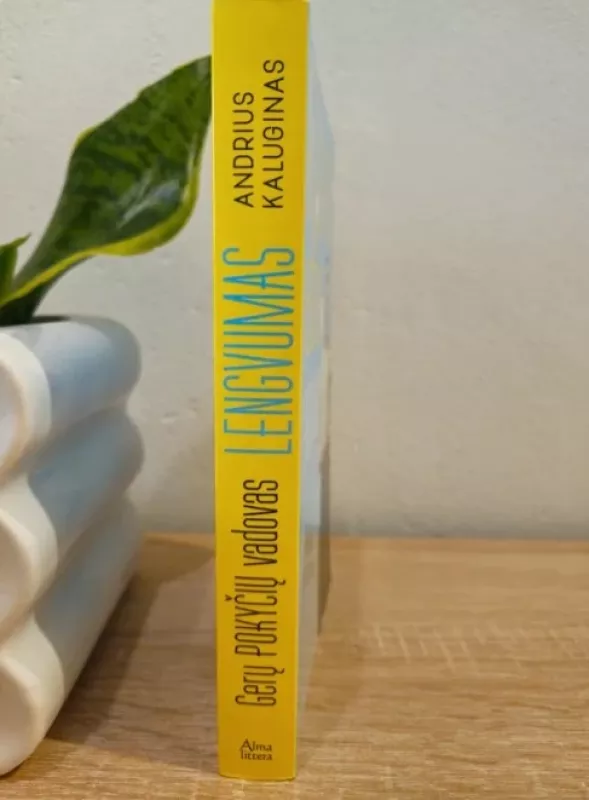 Gerų POKYČIŲ vadovas
LENGVUMAS
ANDRIUS
KALUGINAS
Alma
littera